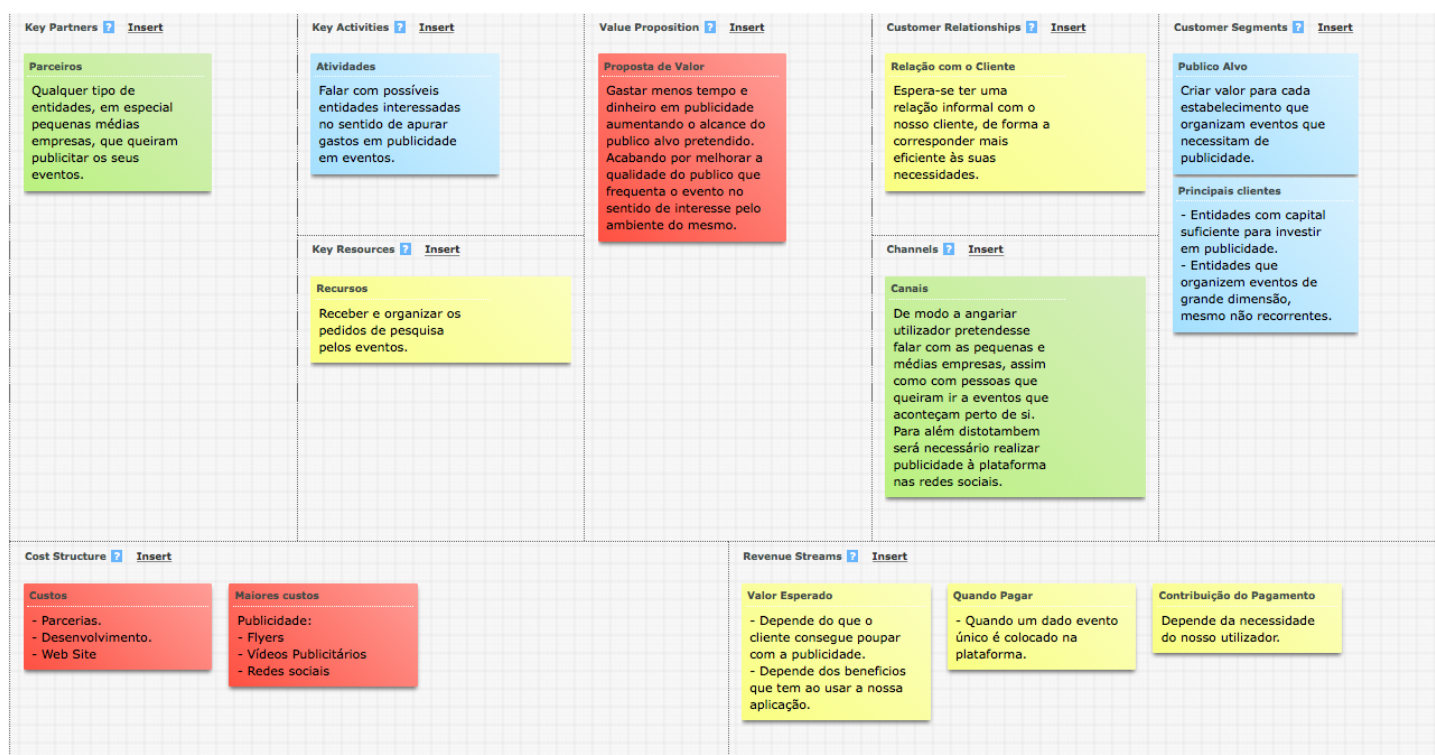 Key Partners ? Insert
Parceiros
Qualquer tipo de
entidades, em especial
pequenas médias
empresas, que queiram
publicitar os seus
eventos.
Key Activities ? Insert
Atividades
Falar com possíveis
entidades interessadas
no sentido de apurar
gastos em publicidade
em eventos.
Key Resources ? Insert
Recursos
Receber e organizar os
pedidos de pesquisa
pelos eventos.
Value Proposition ? Insert
Proposta de Valor
Gastar menos tempo e
dinheiro em publicidade
aumentando o alcance do
publico alvo pretendido.
Acabando por melhorar a
qualidade do publico que
frequenta o evento no
sentido de interesse pelo
ambiente do mesmo.
Customer Relationships ? Insert
Relação com o Cliente
Espera-se ter uma
relação informal com o
nosso cliente, de forma a
corresponder mais
eficiente às suas
necessidades.
Channels ? Insert
Canais
De modo a angariar
utilizador pretendesse
falar com as pequenas e
médias empresas, assim
como com pessoas que
queiram ir a eventos que
aconteçam perto de si.
Para além distotambem
será necessário realizar
publicidade à plataforma
nas redes sociais.
Customer Segments ? Insert
Publico Alvo
Criar valor para cada
estabelecimento que
organizam eventos que
necessitam de
publicidade.
Principais clientes
- Entidades com capital
suficiente para investir
em publicidade.
- Entidades que
organizem eventos de
grande dimensão,
mesmo não recorrentes.
Cost Structure ? Insert
Custos
- Parcerias.
- Desenvolvimento.
- Web Site
Maiores custos
Publicidade:
- Flyers
- Vídeos Publicitários
- Redes sociais
Revenue Streams ? Insert
Valor Esperado
- Depende do que o
cliente consegue poupar
com a publicidade.
- Depende dos beneficios
que tem ao usar a nossa
aplicação.
Quando Pagar
- Quando um dado evento
único é colocado na
plataforma.
Contribuição do Pagamento
Depende da necessidade
do nosso utilizador.